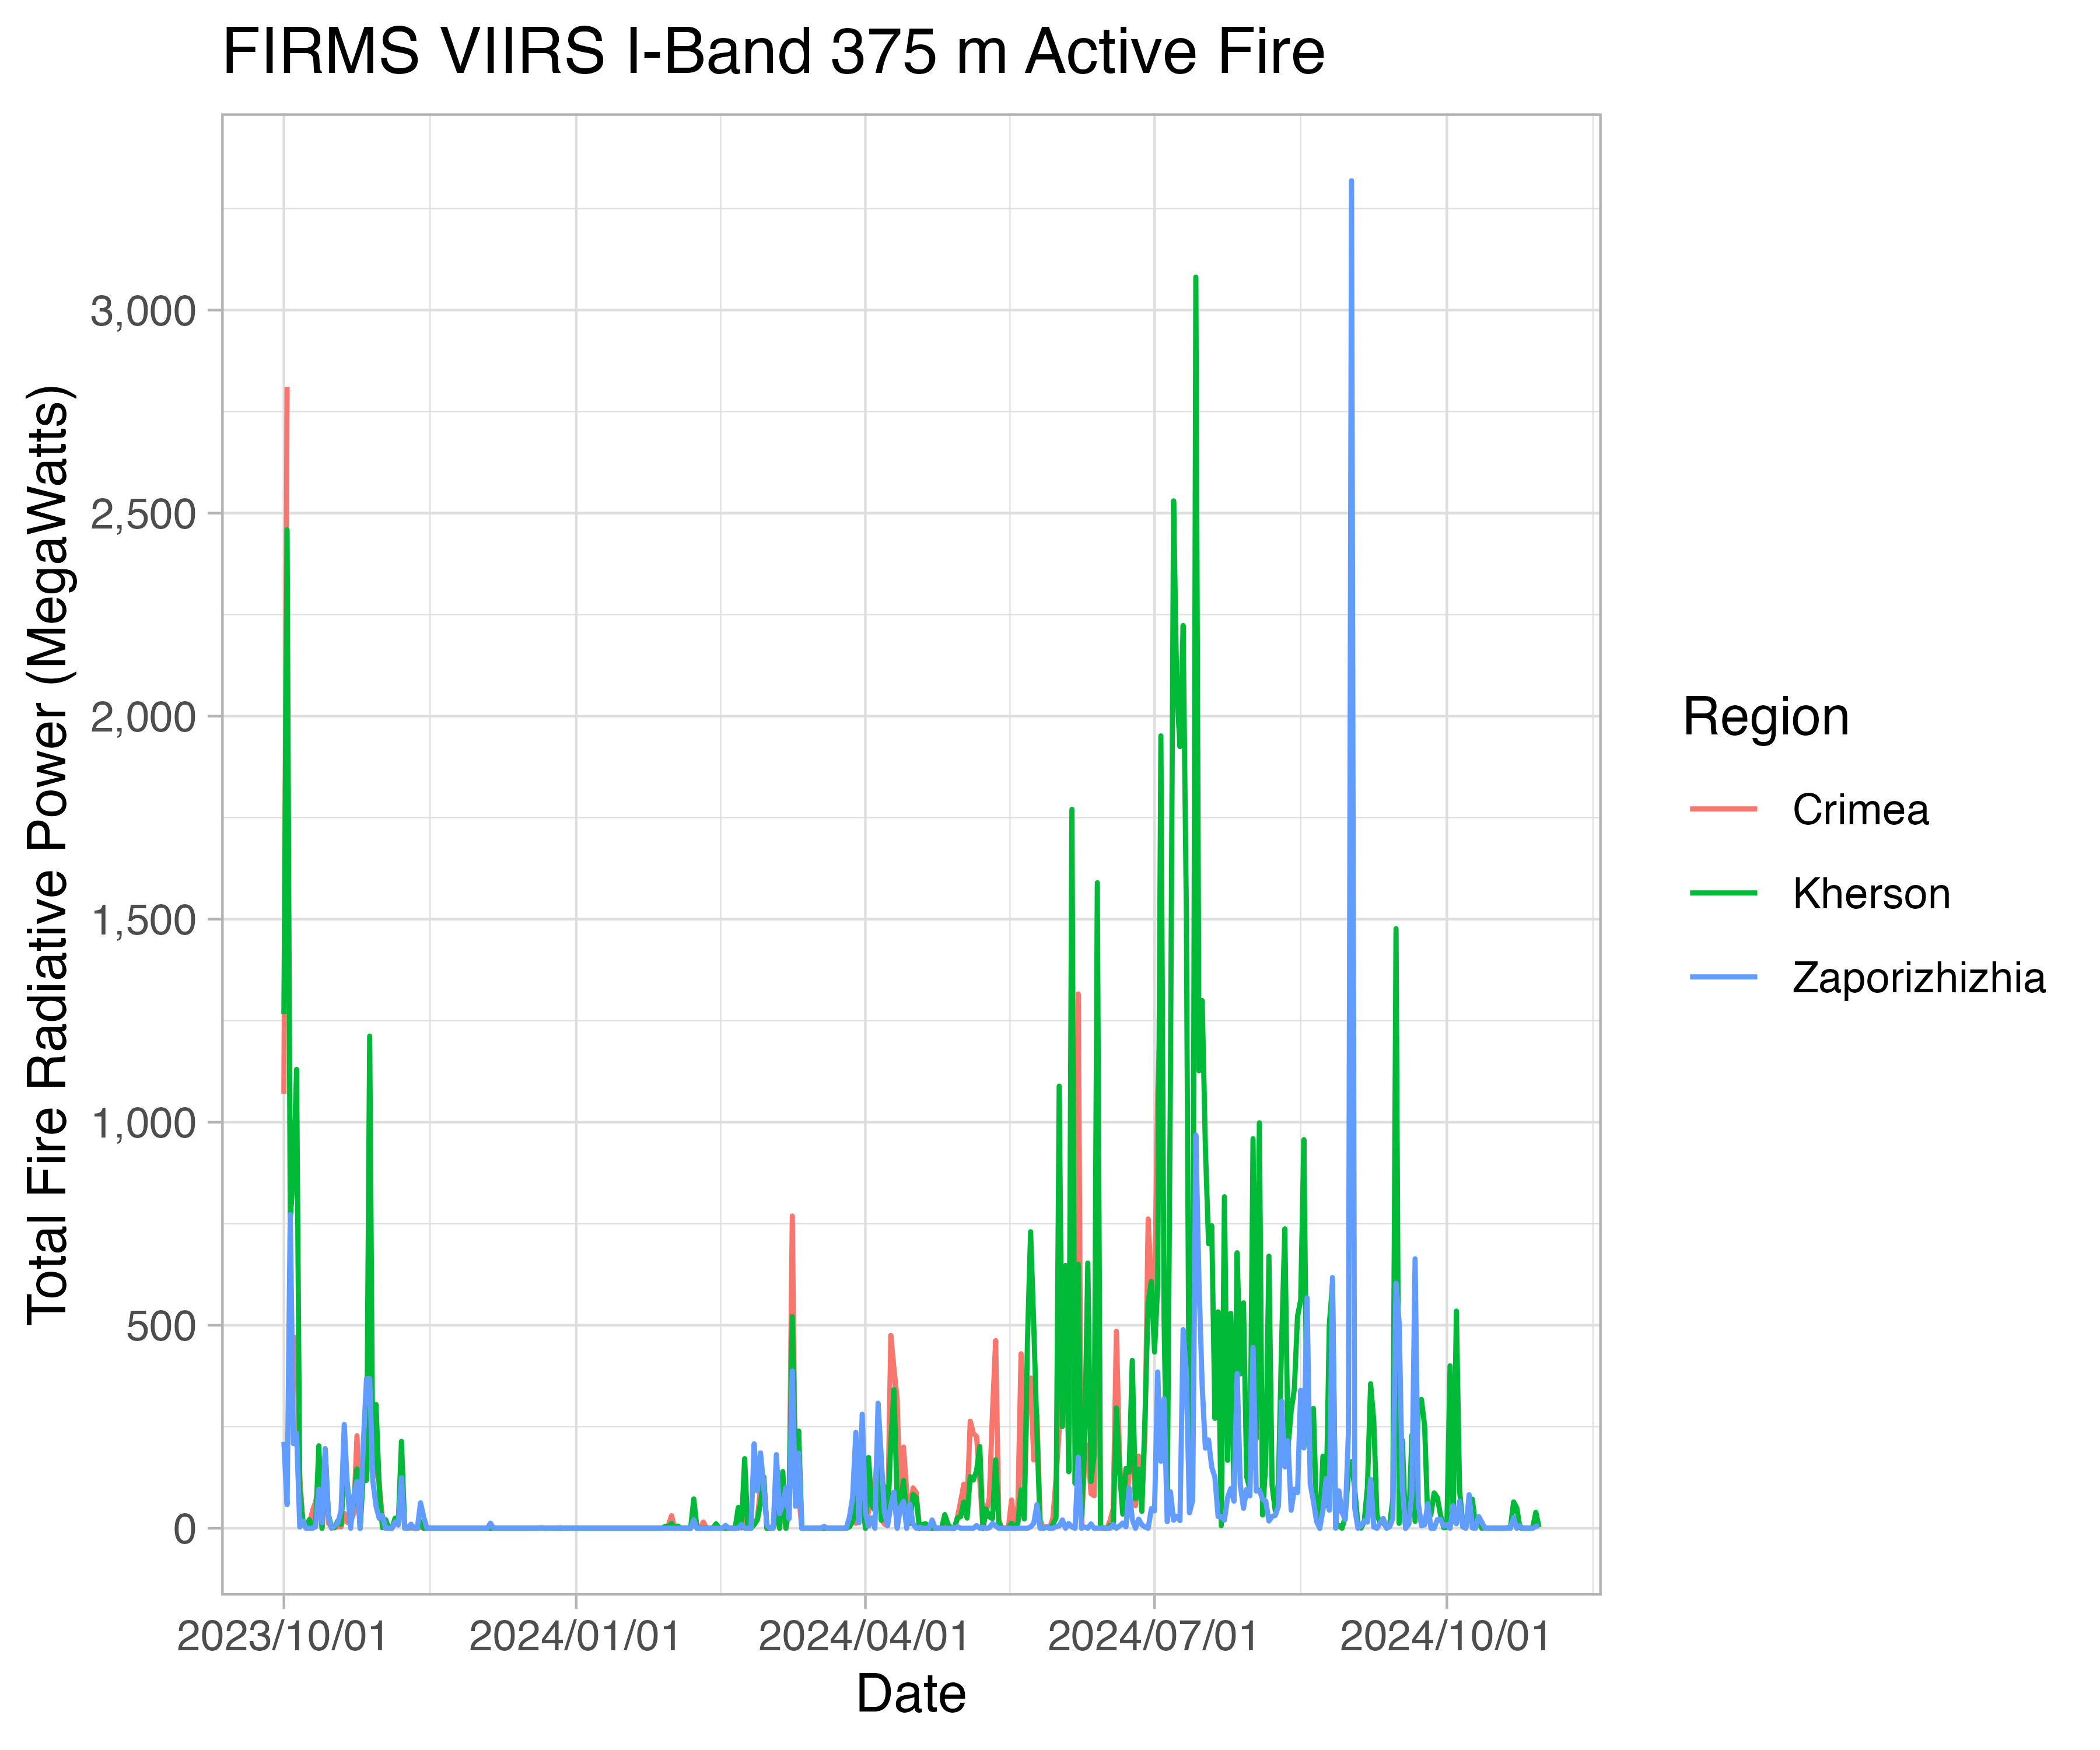 FIRMS VIIRS I-Band 375 m Active Fire
Total Fire Radiative Power (MegaWatts)
3,000
2,500
2,000
1,500
1,000
500
0
2023/10/01
2024/01/01
2024/04/01
2024/07/01
2024/10/01
Date
Region
Crimea
Kherson
Zaporizhizhia